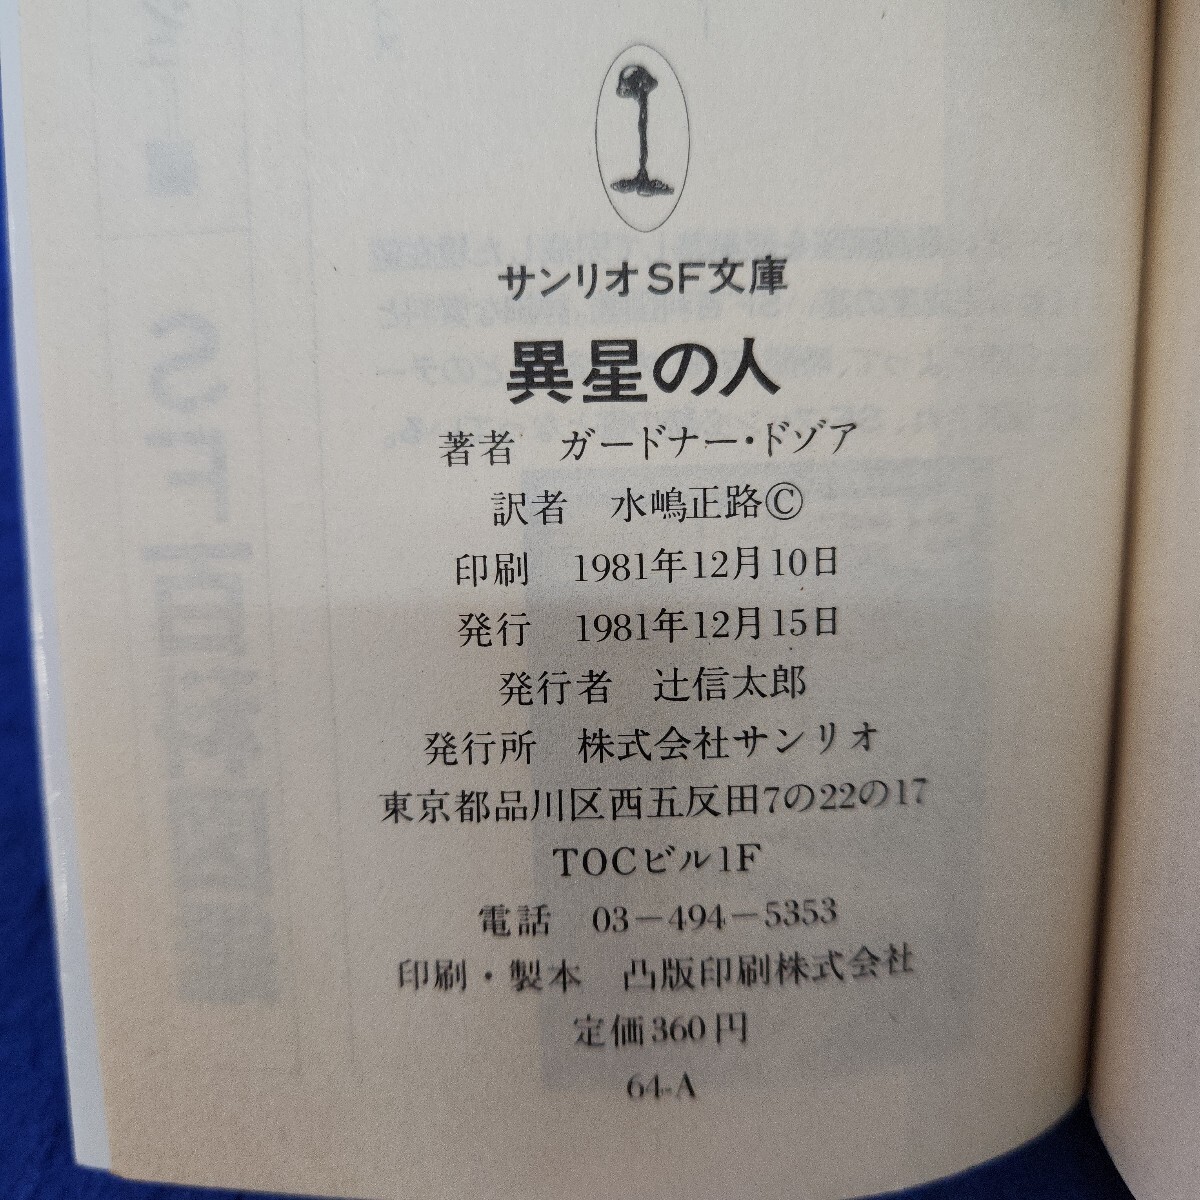 サンリオSF文庫
異星の人
著者　ガードナー・ドゾア
訳者　水嶋正路©
印刷　1981年12月10日
発行　1981年12月15日
発行者　辻信太郎
発行所　株式会社サンリオ
東京都品川区西五反田7の22の17
TOCビル1F
電話　03－494－5353
印刷・製本　凸版印刷株式会社
定価360円
64-A